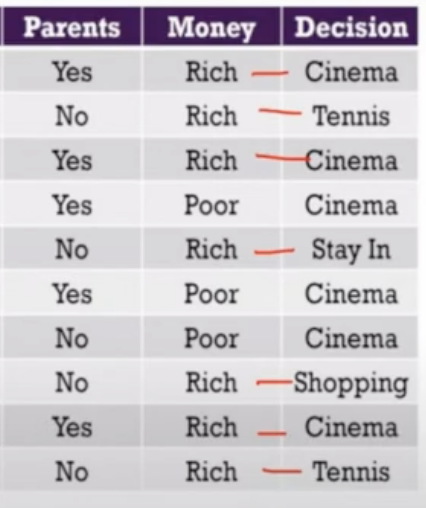 Parents Money Decision
Yes Rich Cinema
No Rich Tennis
Yes Rich Cinema
Yes Poor Cinema
No Rich Stay In
Yes Poor Cinema
No Poor Cinema
No Rich Shopping
Yes Rich Cinema
No Rich Tennis